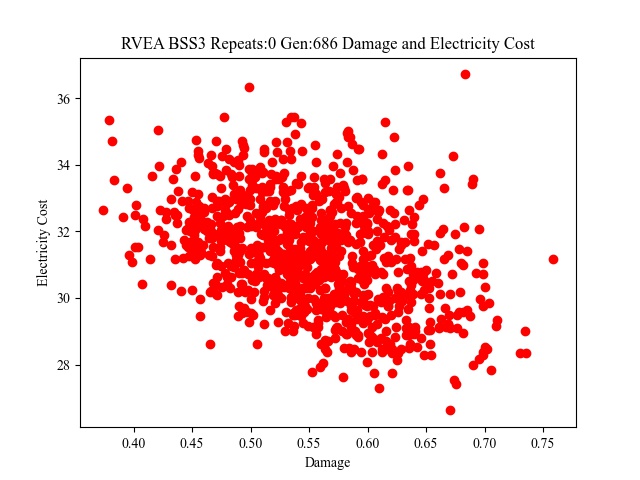 RVEA BSS3 Repeats:0 Gen:686 Damage and Electricity Cost
36
34
32
30
28
Electricity Cost
0.40 0.45 0.50 0.55 0.60 0.65 0.70 0.75
Damage